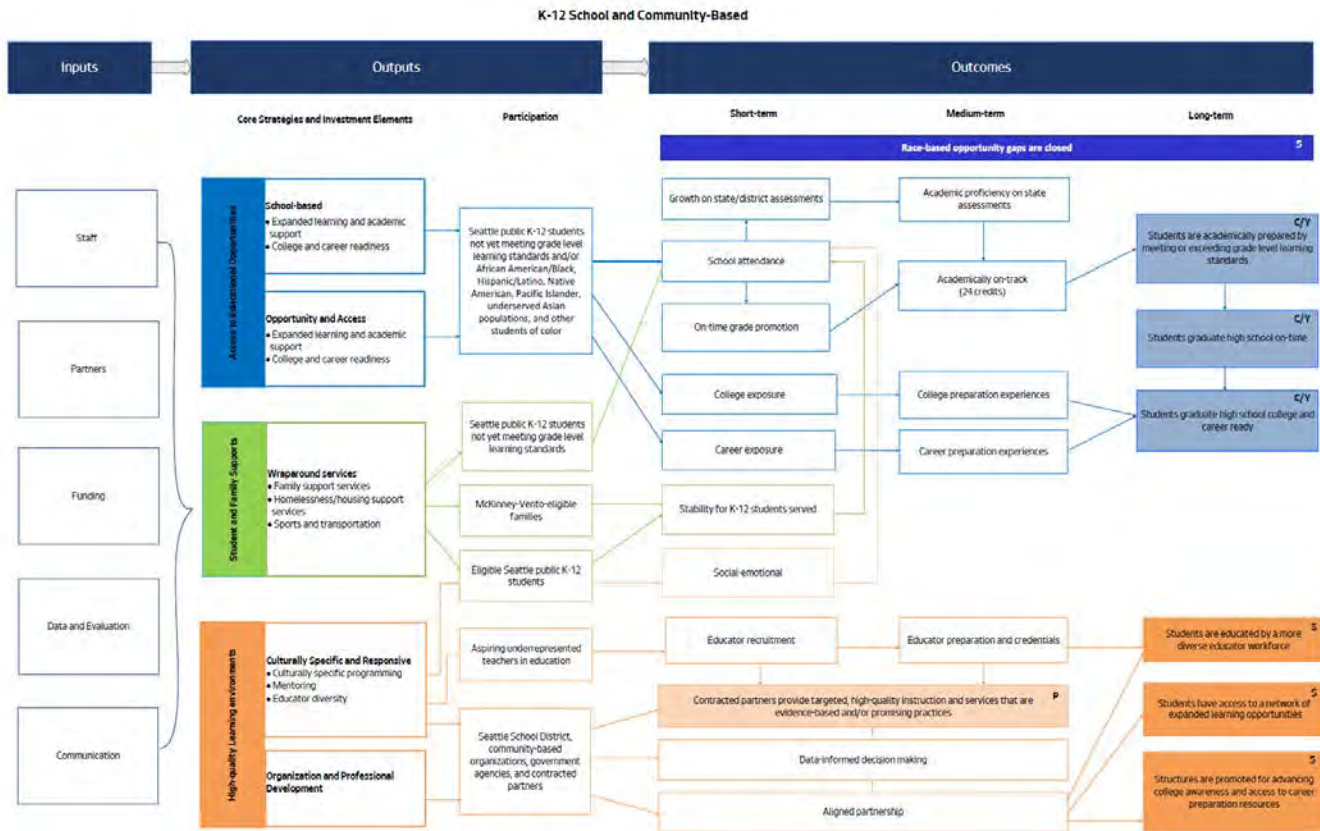 K-12 School and Community-Based
Inputs
Outputs
Outcomes
Core Strategies and Investment Elements
Participation
Short-term
Medium-term
Long-term
Race-based opportunity gaps are closed
S
Staff
Partners
Funding
Data and Evaluation
Communication
Access to Educational Opportunities
School-based
• Expanded learning and academic
support
• College and career readiness
Opportunity and Access
• Expanded learning and academic
support
• College and career readiness
Seattle public K-12 students
not yet meeting grade level
learning standards and/or
African American/Black,
Hispanic/Latino, Native
American, Pacific Islander,
underserved Asian
populations, and other
students of color
Growth on state/district assessments
School attendance
On-time grade promotion
College exposure
Career exposure
Academic proficiency on state
assessments
Academically on-track
(24 credits)
College preparation experiences
Career preparation experiences
C/Y
Students are academically prepared by
meeting or exceeding grade level learning
standards
C/Y
Students graduate high school on-time
C/Y
Students graduate high school college and
career ready
Student and Family Supports
Wraparound services
• Family support services
• Homelessness/housing support
services
• Sports and transportation
Seattle public K-12 students
not yet meeting grade level
learning standards
McKinney-Vento-eligible
families
Eligible Seattle public K-12
students
Stability for K-12 students served
Social-emotional
High-quality Learning environments
Culturally Specific and Responsive
• Culturally specific programming
• Mentoring
• Educator diversity
Organization and Professional
Development
Aspiring underrepresented
teachers in education
Seattle School District,
community-based
organizations, government
agencies, and contracted
partners
Educator recruitment
Educator preparation and credentials
P
Contracted partners provide targeted, high-quality instruction and services that are
evidence-based and/or promising practices
Data-informed decision making
Aligned partnership
S
Students are educated by a more
diverse educator workforce
S
Students have access to a network of
expanded learning opportunities
S
Structures are promoted for advancing
college awareness and access to career
preparation resources